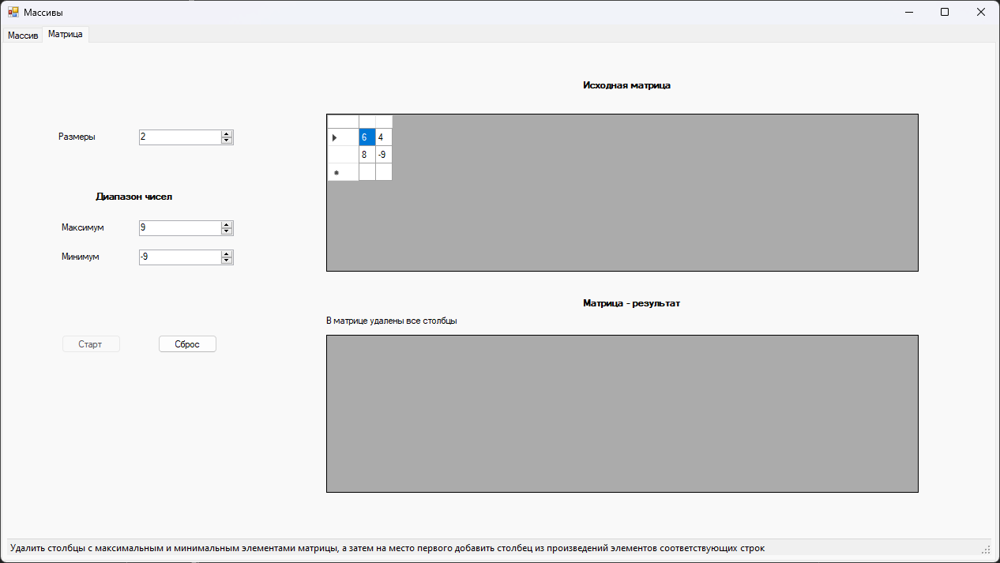 Массивы
Массив Матрица
Исходная матрица
Размеры 2
6 4
8 -9
Диапазон чисел
Максимум 9
Минимум -9
Матрица - результат
В матрице удалены все столбцы
Старт Сброс
Удалить столбцы с максимальным и минимальным элементами матрицы, а затем на место первого добавить столбец из произведений элементов соответствующих строк